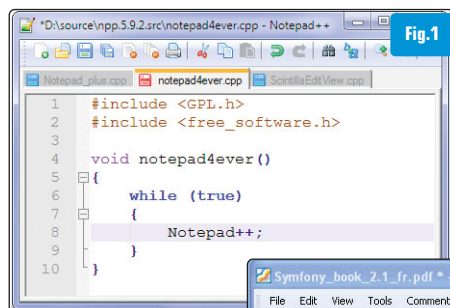 *D:\source\npp.5.9.2.src\notepad4ever.cpp - Notepad++
Fig.1
Notepad_plus.cpp notepad4ever.cpp ScintillaEditView.cpp
1 #include <GPL.h>
2 #include <free_software.h>
3
4 void notepad4ever()
5 {
6 while (true)
7 {
8 Notepad++;
9 }
10 }
Symfony_book_2.1_fr.pdf * -
File Edit View Tools Comment